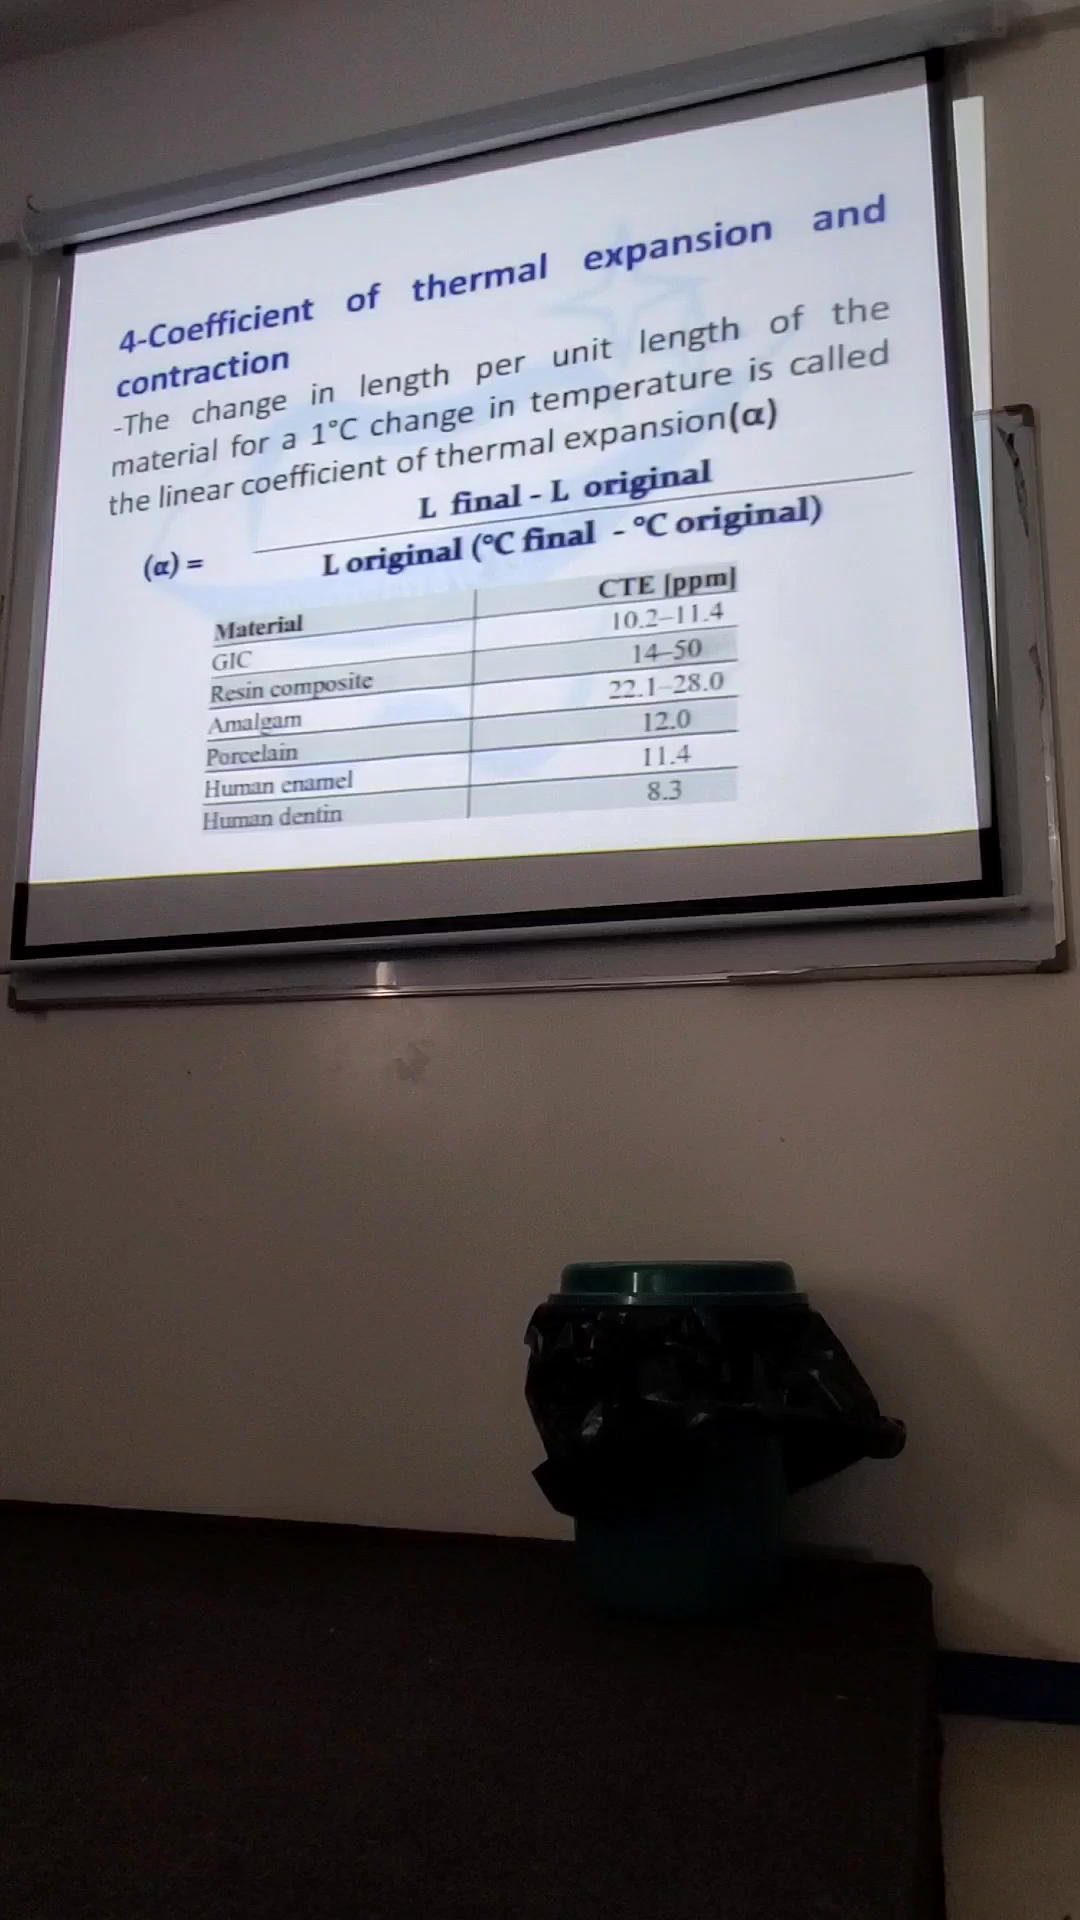 4-Coefficient of thermal expansion and
contraction
-The change in length per unit length of the
material for a 1°C change in temperature is called
the linear coefficient of thermal expansion(α)
L final - L original
(α) =
L original (°C final - °C original)
Material CTE [ppm]
GIC 10.2–11.4
Resin composite 14–50
Amalgam 22.1–28.0
Porcelain 12.0
Human enamel 11.4
Human dentin 8.3